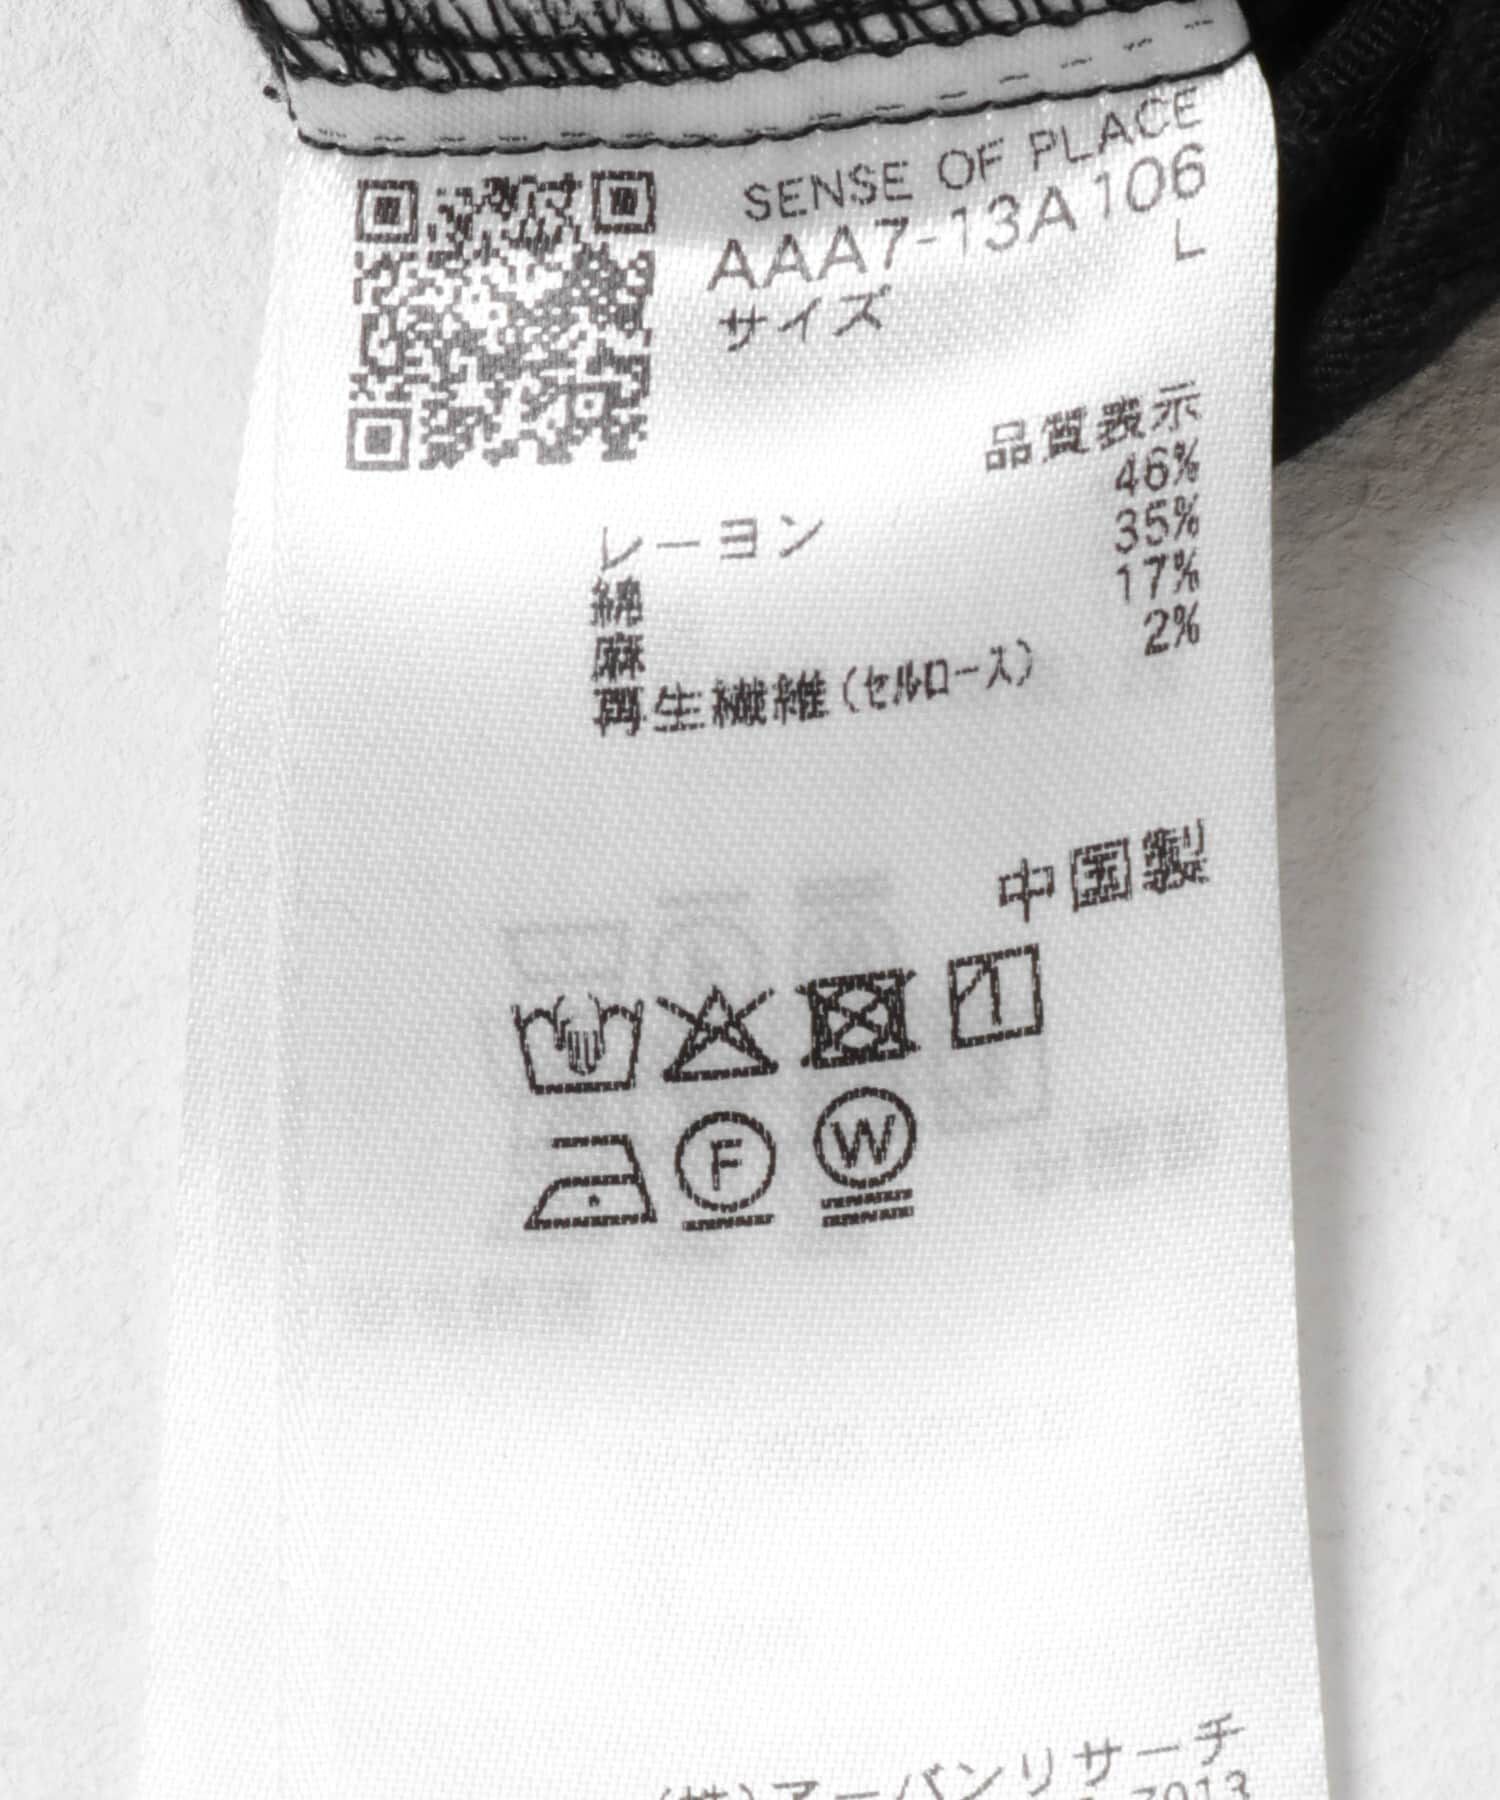 SENSE OF PLACE
AAA7-13A106
サイズ L
品質表示
レーヨン 46%
綿 35%
麻 17%
再生繊維(セルロース) 2%
中国製
F
W
(株)アーバンリサーチ
7013